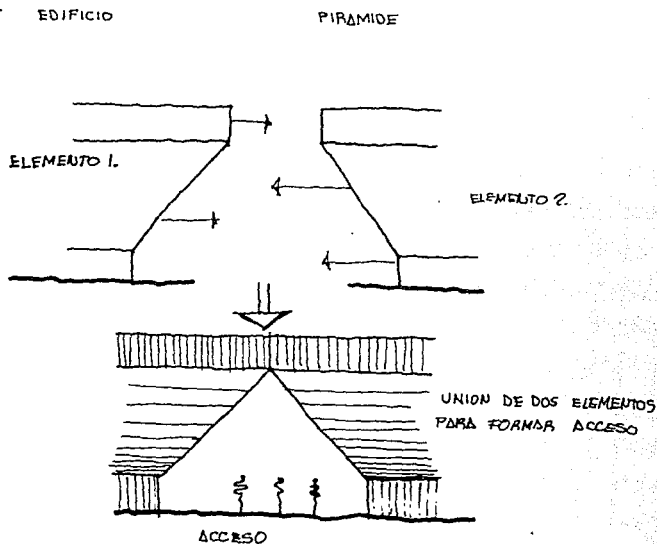 EDIFICIO
PIRAMIDE
ELEMENTO 1.
ELEMENTO 2.
UNION DE DOS ELEMENTOS
PARA FORMAR ACCESO
ACCESO